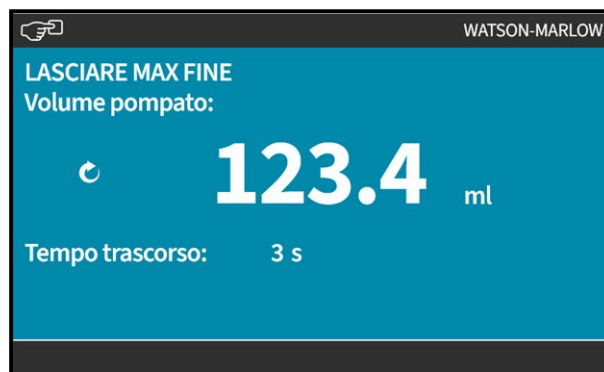 WATSON-MARLOW
LASCIARE MAX FINE
Volume pompato:
123.4 ml
Tempo trascorso: 3 s